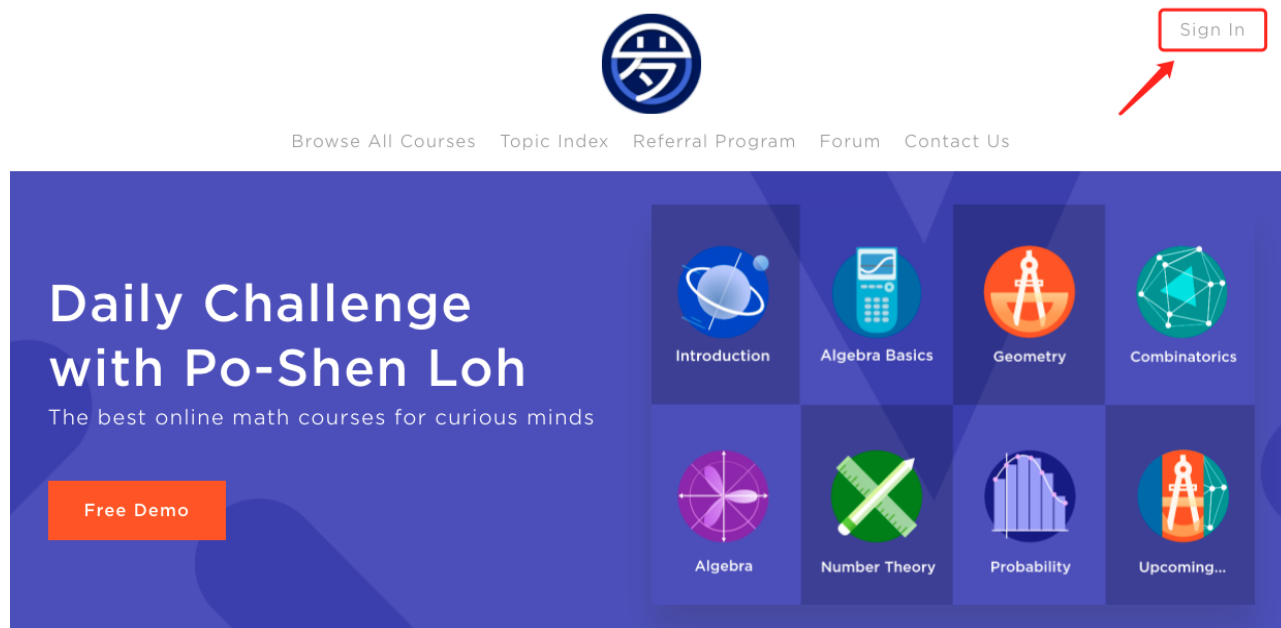 Sign In
Browse All Courses Topic Index Referral Program Forum Contact Us
Daily Challenge
with Po-Shen Loh
The best online math courses for curious minds
Free Demo
Introduction Algebra Basics Geometry Combinatorics
Algebra Number Theory Probability Upcoming...